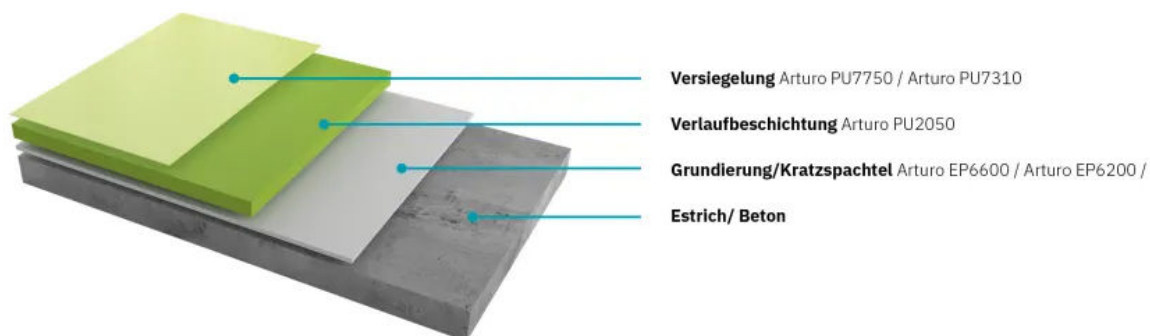 Versiegelung Arturo PU7750 / Arturo PU7310
Verlaufbeschichtung Arturo PU2050
Grundierung/Kratzspachtel Arturo EP6600 / Arturo EP6200 /
Estrich/ Beton